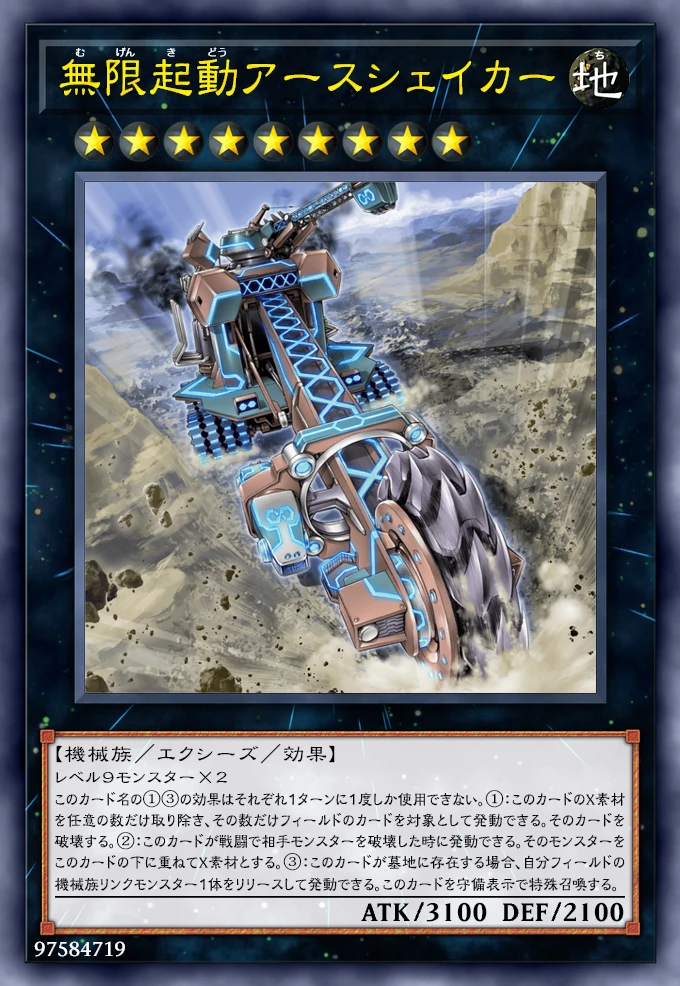 む げん き どう
無限起動アースシェイカー
ち
地
【機械族／エクシーズ／効果】
レベル9モンスター×2
このカード名の①③の効果はそれぞれ1ターンに1度しか使用できない。①：このカードのX素材
を任意の数だけ取り除き、その数だけフィールドのカードを対象として発動できる。そのカードを
破壊する。②：このカードが戦闘で相手モンスターを破壊した時に発動できる。そのモンスターを
このカードの下に重ねてX素材とする。③：このカードが墓地に存在する場合、自分フィールドの
機械族リンクモンスター1体をリリースして発動できる。このカードを守備表示で特殊召喚する。
ATK/3100 DEF/2100
97584719